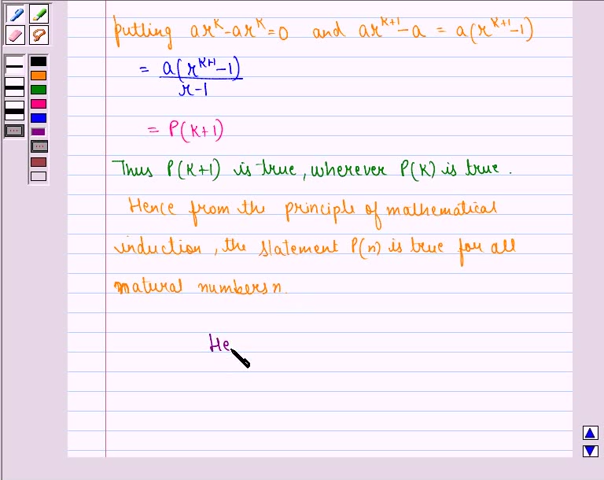 putting ar^k - ar^k = 0 and ar^(k+1) - a = a(r^(k+1) - 1)
= a(r^(k+1) - 1) / r - 1
= P(k+1)
Thus P(k+1) is true, wherever P(k) is true.
Hence from the principle of mathematical
induction, the statement P(n) is true for all
natural numbers n.
He